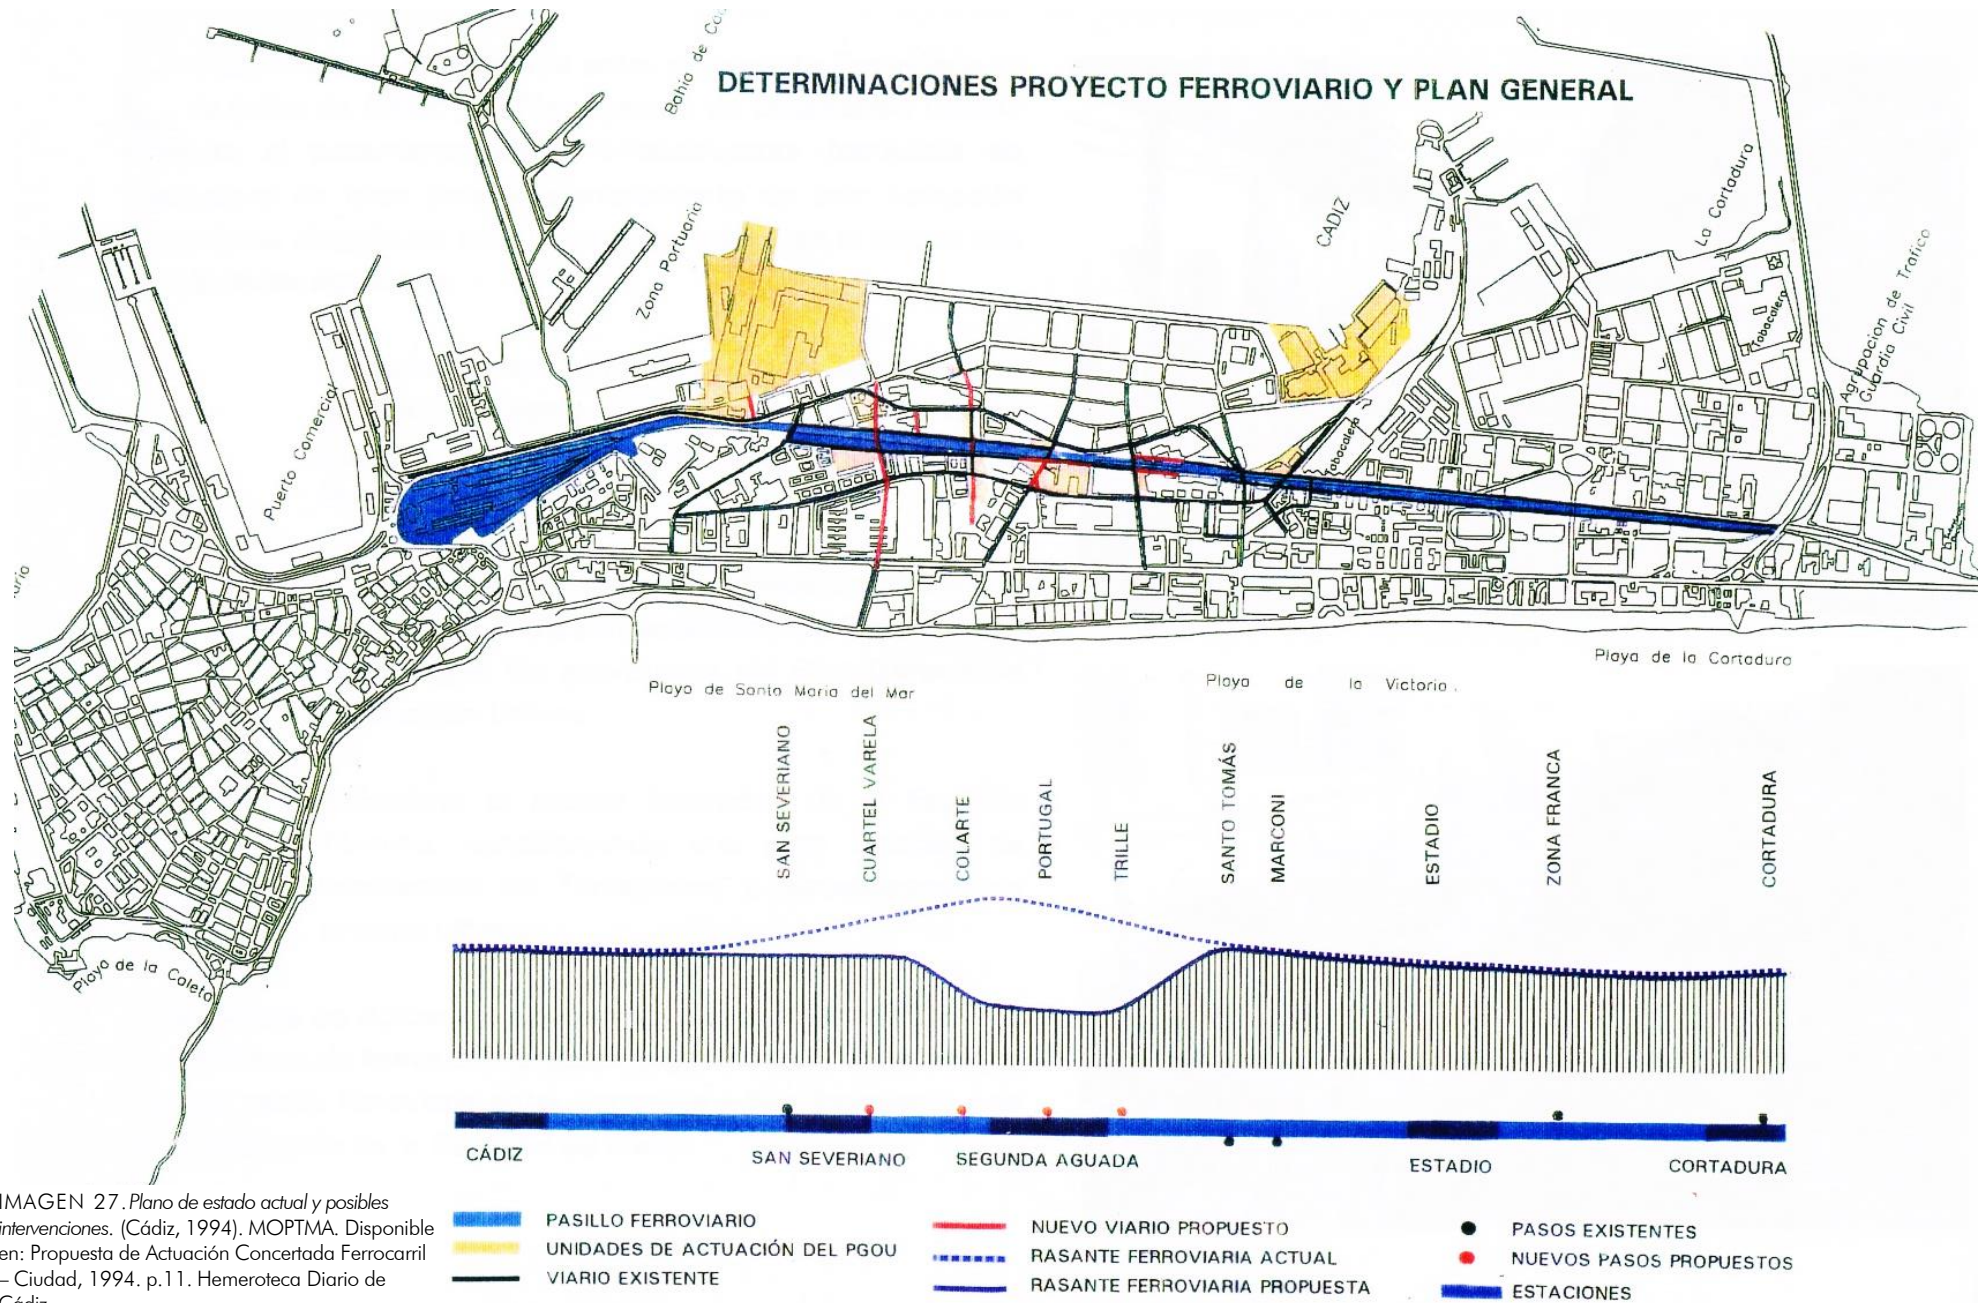 DETERMINACIONES PROYECTO FERROVIARIO Y PLAN GENERAL
Bahia de
Zona Portuaria
Puerto Comercial
CADIZ
La Cortadura
Tabacalera
Agrupacion de Trafico
Guardia Civil
Tabacalera
Playa de la Cortadura
Playa de Santa Maria del Mar
Playa de la Victoria.
Playa de la Caleta
SAN SEVERIANO
CUARTEL VARELA
COLARTE
PORTUGAL
TRILLE
SANTO TOMÁS
MARCONI
ESTADIO
ZONA FRANCA
CORTADURA
CÁDIZ
SAN SEVERIANO
SEGUNDA AGUADA
ESTADIO
CORTADURA
PASILLO FERROVIARIO
UNIDADES DE ACTUACIÓN DEL PGOU
VIARIO EXISTENTE
NUEVO VIARIO PROPUESTO
RASANTE FERROVIARIA ACTUAL
RASANTE FERROVIARIA PROPUESTA
PASOS EXISTENTES
NUEVOS PASOS PROPUESTOS
ESTACIONES
IMAGEN 27. Plano de estado actual y posibles
intervenciones. (Cádiz, 1994). MOPTMA. Disponible
en: Propuesta de Actuación Concertada Ferrocarril
– Ciudad, 1994. p.11. Hemeroteca Diario de